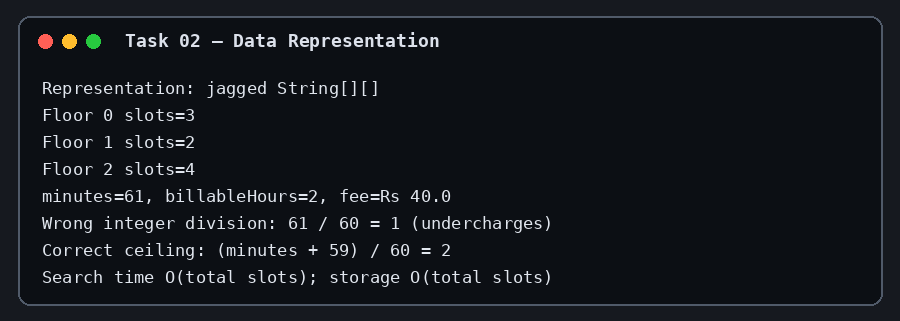 Task 02 — Data Representation
Representation: jagged String[][]
Floor 0 slots=3
Floor 1 slots=2
Floor 2 slots=4
minutes=61, billableHours=2, fee=Rs 40.0
Wrong integer division: 61 / 60 = 1 (undercharges)
Correct ceiling: (minutes + 59) / 60 = 2
Search time O(total slots); storage O(total slots)